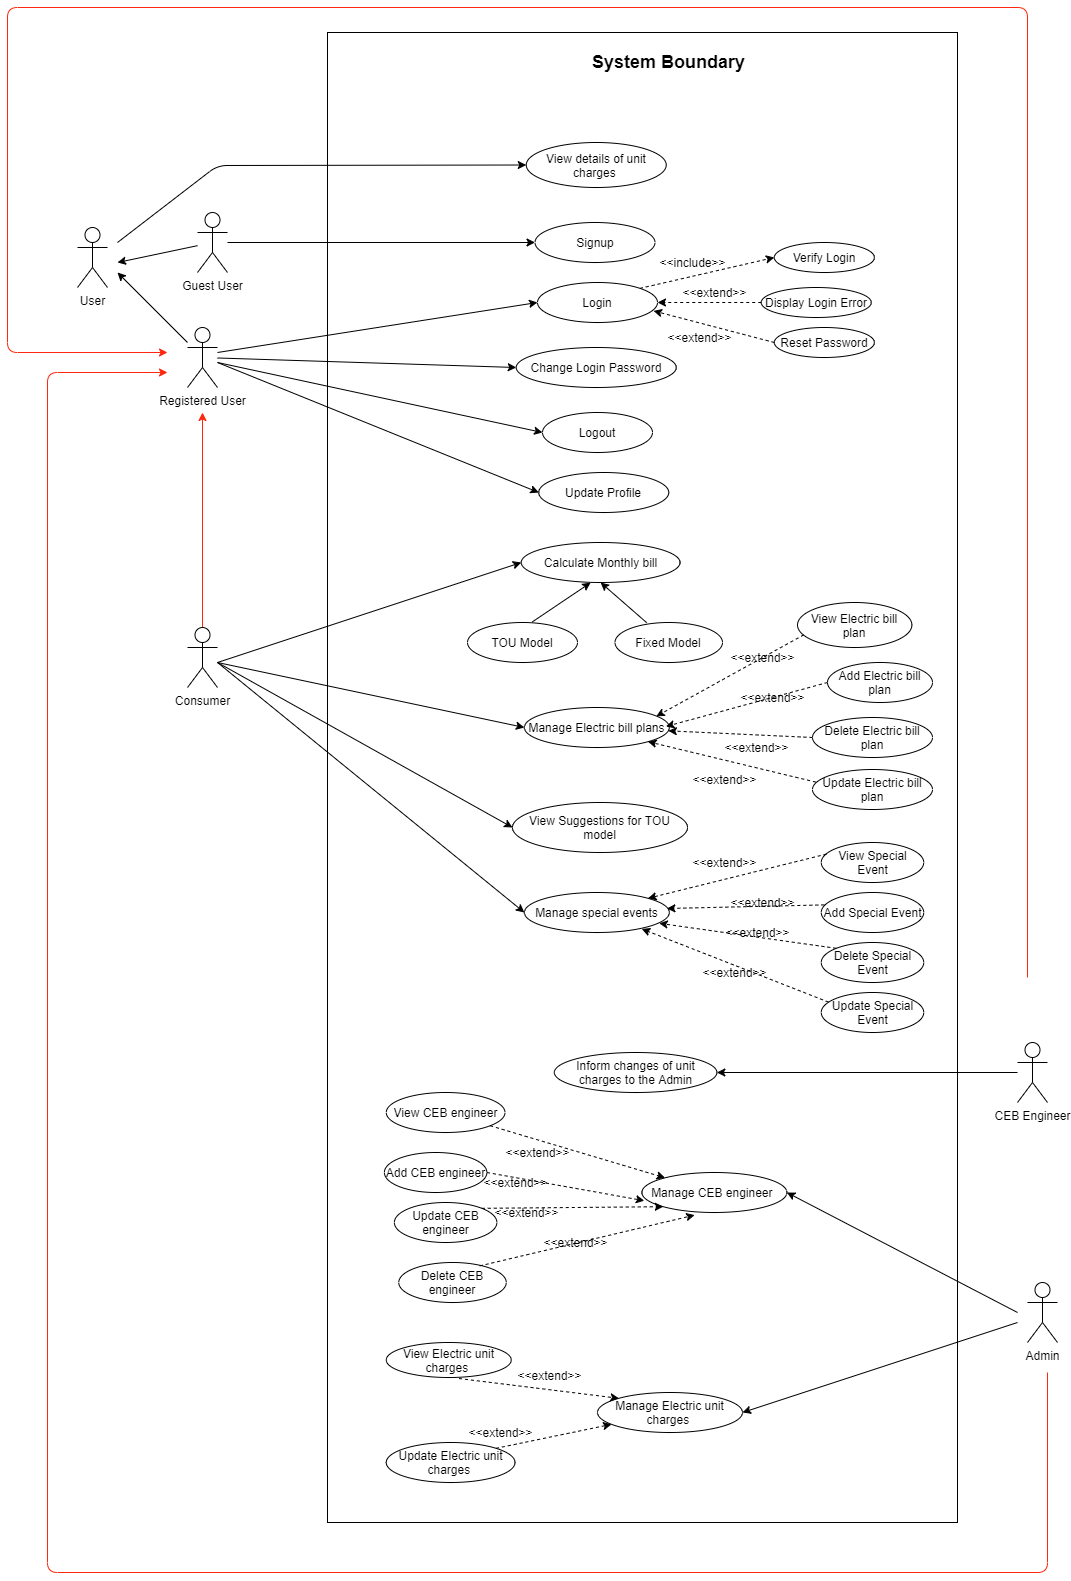 System Boundary
View details of unit
charges
User
Guest User
Signup
<<include>>
Verify Login
Login
<<extend>>
Display Login Error
<<extend>>
Reset Password
Registered User
Change Login Password
Logout
Update Profile
Calculate Monthly bill
TOU Model
Fixed Model
Consumer
View Electric bill
plan
<<extend>>
Add Electric bill
plan
<<extend>>
Manage Electric bill plans
Delete Electric bill
plan
<<extend>>
Update Electric bill
plan
<<extend>>
View Suggestions for TOU
model
View Special
Event
<<extend>>
Manage special events
<<extend>>
Add Special Event
<<extend>>
Delete Special
Event
<<extend>>
Update Special
Event
Inform changes of unit
charges to the Admin
CEB Engineer
View CEB engineer
<<extend>>
Add CEB engineer
<<extend>>
Manage CEB engineer
Update CEB
engineer
<<extend>>
<<extend>>
Delete CEB
engineer
Admin
View Electric unit
charges
<<extend>>
Manage Electric unit
charges
<<extend>>
Update Electric unit
charges